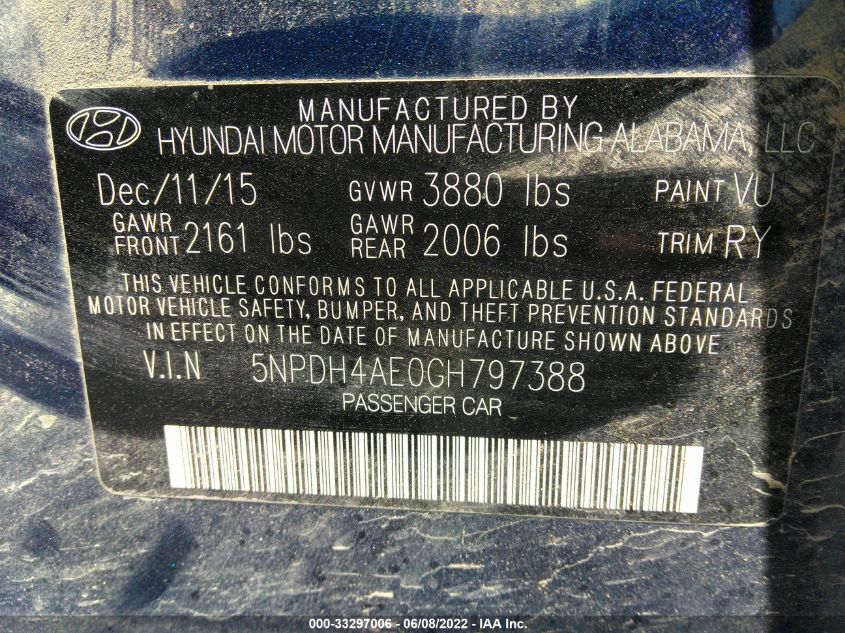 MANUFACTURED BY
HYUNDAI MOTOR MANUFACTURING ALABAMA, LLC
Dec/11/15 GVWR 3880 lbs PAINT VU
GAWR FRONT 2161 lbs GAWR REAR 2006 lbs TRIM RY
THIS VEHICLE CONFORMS TO ALL APPLICABLE U.S.A. FEDERAL
MOTOR VEHICLE SAFETY, BUMPER, AND THEFT PREVENTION STANDARDS
IN EFFECT ON THE DATE OF MANUFACTURE SHOWN ABOVE
V.I.N 5NPDH4AE0GH797388
PASSENGER CAR
000-33297006 - 06/08/2022 - IAA Inc.